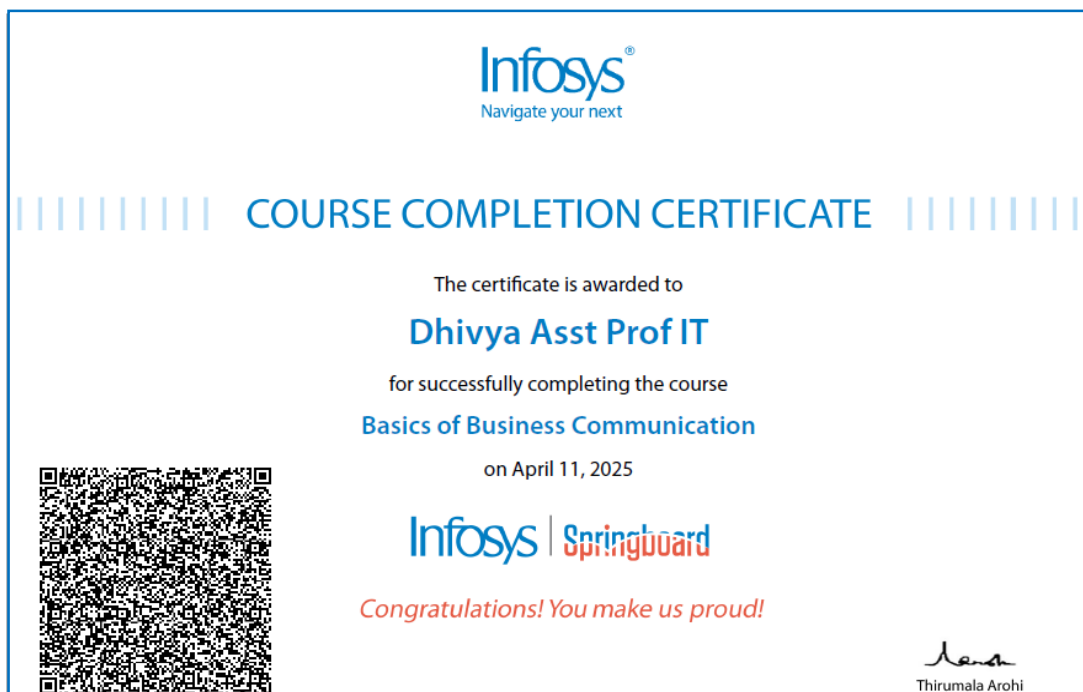 Infosys®
Navigate your next
COURSE COMPLETION CERTIFICATE
The certificate is awarded to
Dhivya Asst Prof IT
for successfully completing the course
Basics of Business Communication
on April 11, 2025
Infosys | Springboard
Congratulations! You make us proud!
Thirumala Arohi